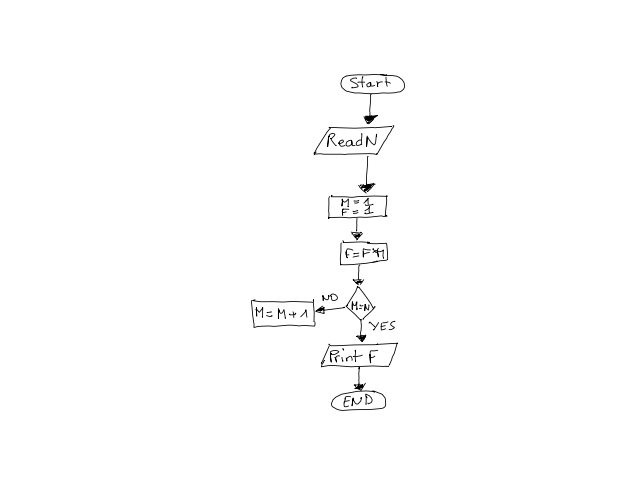 Start
Read N
M = 1
F = 1
F=F*M
M=N
NO
M = M + 1
YES
Print F
END